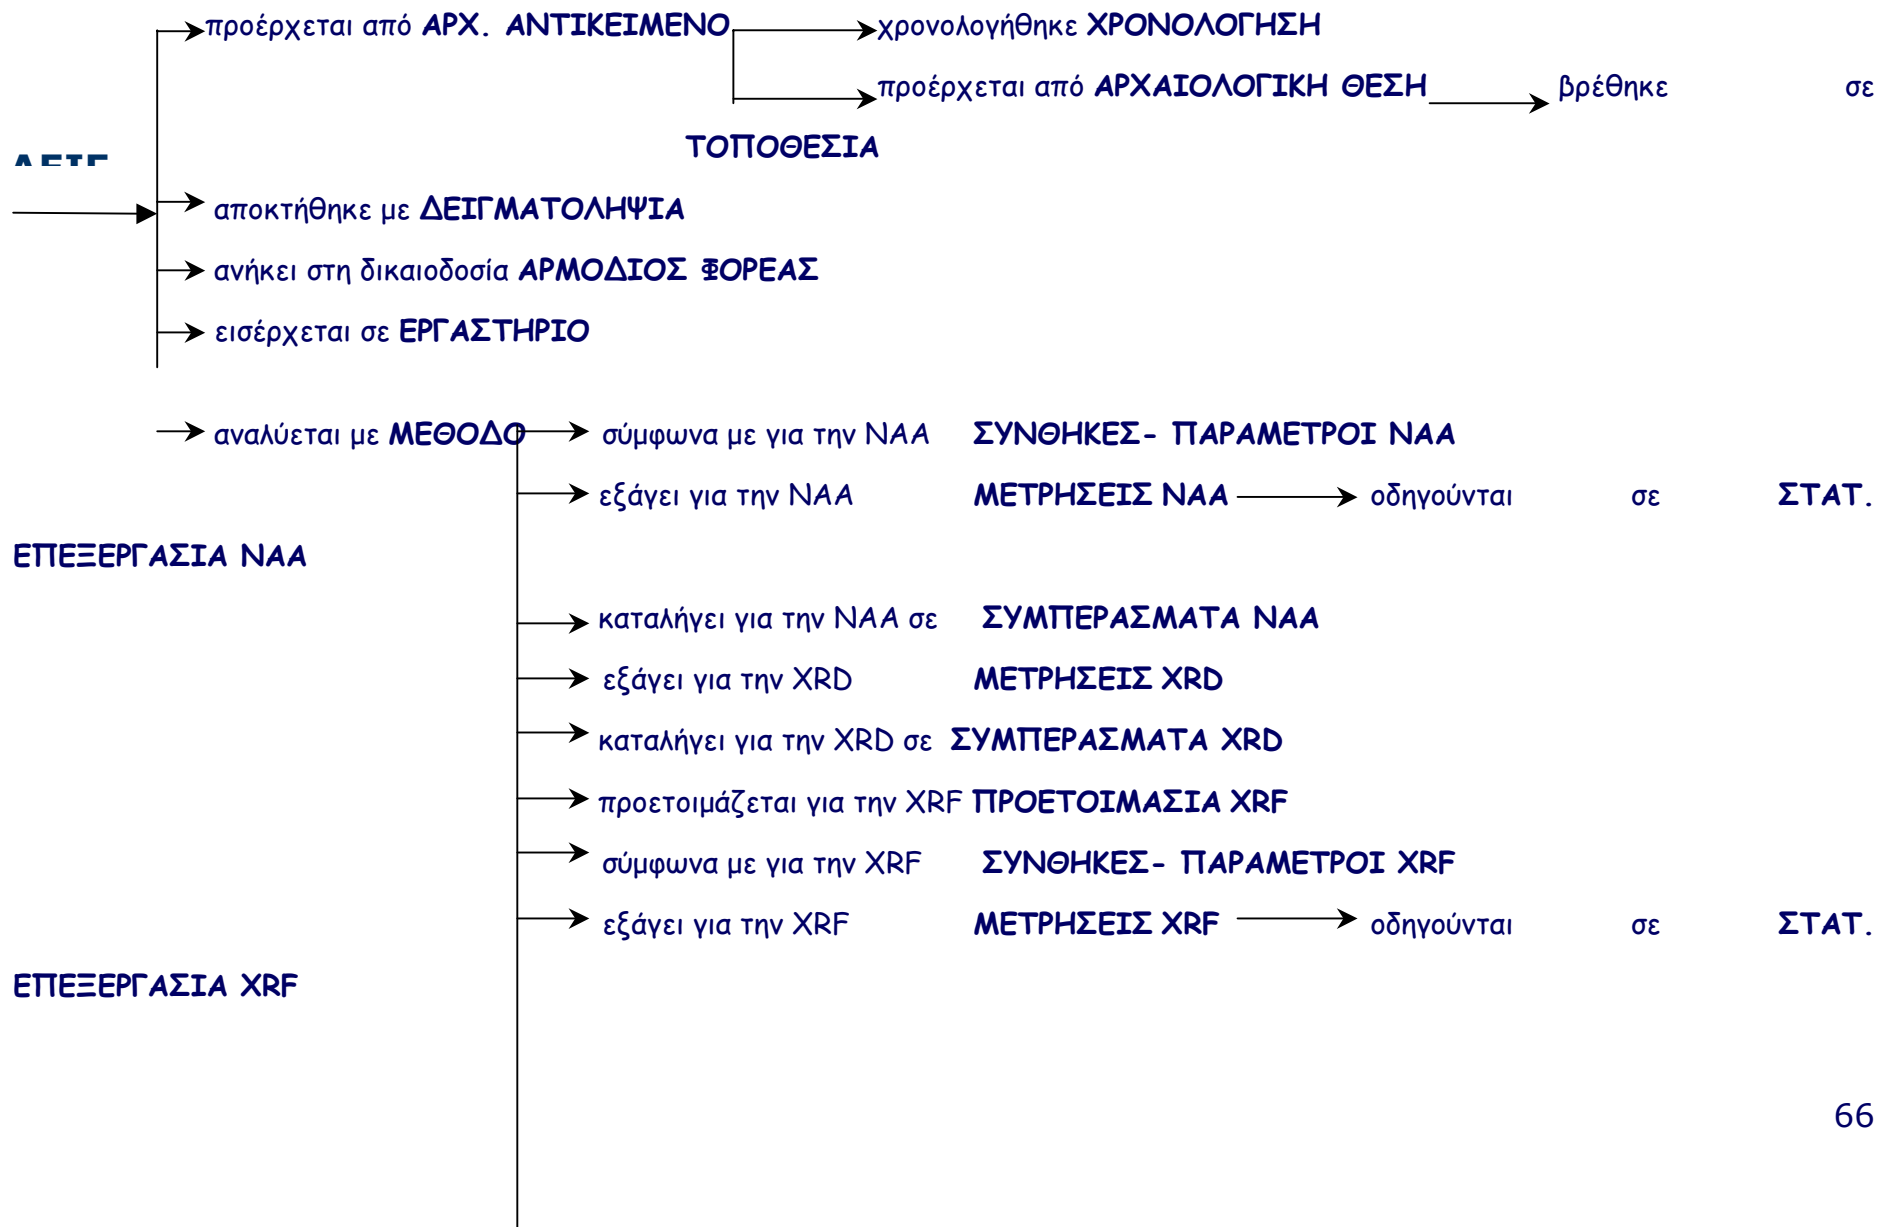 προέρχεται από ΑΡΧ. ΑΝΤΙΚΕΙΜΕΝΟ χρονολογήθηκε ΧΡΟΝΟΛΟΓΗΣΗ
προέρχεται από ΑΡΧΑΙΟΛΟΓΙΚΗ ΘΕΣΗ βρέθηκε σε
ΤΟΠΟΘΕΣΙΑ
αποκτήθηκε με ΔΕΙΓΜΑΤΟΛΗΨΙΑ
ανήκει στη δικαιοδοσία ΑΡΜΟΔΙΟΣ ΦΟΡΕΑΣ
εισέρχεται σε ΕΡΓΑΣΤΗΡΙΟ
αναλύεται με ΜΕΘΟΔΟ σύμφωνα με για την ΝΑΑ ΣΥΝΘΗΚΕΣ- ΠΑΡΑΜΕΤΡΟΙ ΝΑΑ
εξάγει για την ΝΑΑ ΜΕΤΡΗΣΕΙΣ ΝΑΑ οδηγούνται σε ΣΤΑΤ.
ΕΠΕΞΕΡΓΑΣΙΑ ΝΑΑ
καταλήγει για την ΝΑΑ σε ΣΥΜΠΕΡΑΣΜΑΤΑ ΝΑΑ
εξάγει για την XRD ΜΕΤΡΗΣΕΙΣ XRD
καταλήγει για την XRD σε ΣΥΜΠΕΡΑΣΜΑΤΑ XRD
προετοιμάζεται για την XRF ΠΡΟΕΤΟΙΜΑΣΙΑ XRF
σύμφωνα με για την XRF ΣΥΝΘΗΚΕΣ- ΠΑΡΑΜΕΤΡΟΙ XRF
εξάγει για την XRF ΜΕΤΡΗΣΕΙΣ XRF οδηγούνται σε ΣΤΑΤ.
ΕΠΕΞΕΡΓΑΣΙΑ XRF
66